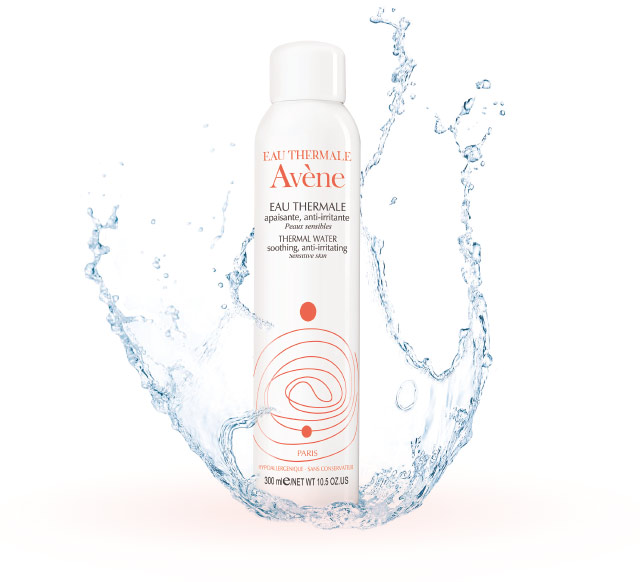 EAU THERMALE
Avène
EAU THERMALE
apaisante, anti-irritante
Peaux sensibles
THERMAL WATER
soothing, anti-irritating
Sensitive skin
PARIS
HYPOALLERGÉNIQUE - SANS CONSERVATEUR
300 ml℮/NET WT 10.5 OZ.US